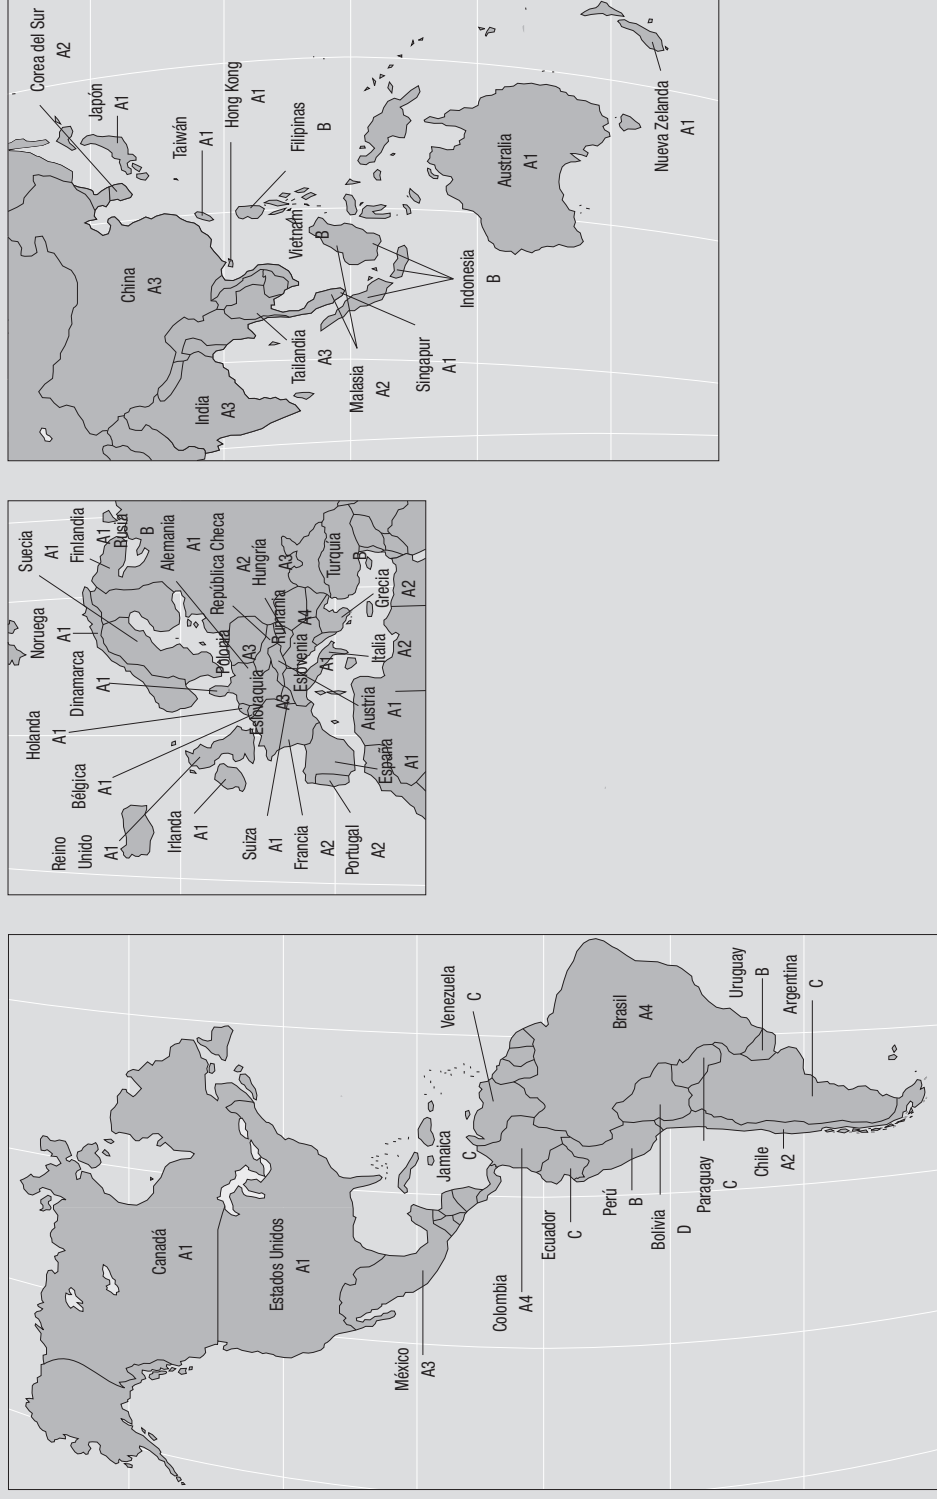 Canadá
A1
Estados Unidos
A1
México
A3
Jamaica
C
Venezuela
C
Colombia
A4
Ecuador
C
Perú
B
Bolivia
D
Paraguay
C
Chile
A2
Brasil
A4
Uruguay
B
Argentina
C
Reino
Unido
A1
Irlanda
A1
Bélgica
A1
Holanda
A1
Dinamarca
A1
Noruega
A1
Suecia
A1
Finlandia
A1
Rusia
B
Alemania
A1
República Checa
A2
Hungría
A3
Polonia
A3
Rumania
A4
Eslovaquia
A3
Eslovenia
A1
Suiza
A1
Francia
A2
Portugal
A2
España
A1
Austria
A1
Italia
A2
Grecia
A2
Turquia
B
Corea del Sur
A2
Japón
A1
Taiwán
A1
Hong Kong
A1
Filipinas
B
China
A3
India
A3
Vietnam
B
Tailandia
A3
Malasia
A2
Singapur
A1
Indonesia
B
Australia
A1
Nueva Zelanda
A1